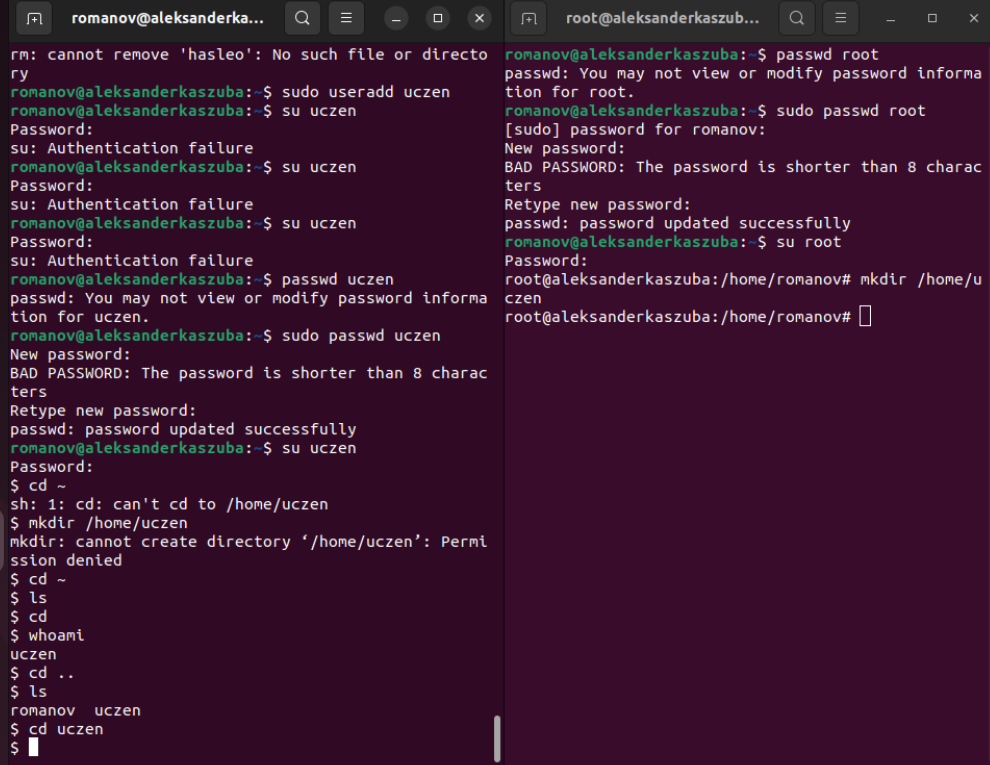 romanov@aleksanderka...
rm: cannot remove 'hasleo': No such file or directo
ry
romanov@aleksanderkaszuba:~$ sudo useradd uczen
romanov@aleksanderkaszuba:~$ su uczen
Password:
su: Authentication failure
romanov@aleksanderkaszuba:~$ su uczen
Password:
su: Authentication failure
romanov@aleksanderkaszuba:~$ su uczen
Password:
su: Authentication failure
romanov@aleksanderkaszuba:~$ passwd uczen
passwd: You may not view or modify password informa
tion for uczen.
romanov@aleksanderkaszuba:~$ sudo passwd uczen
New password:
BAD PASSWORD: The password is shorter than 8 charac
ters
Retype new password:
passwd: password updated successfully
romanov@aleksanderkaszuba:~$ su uczen
Password:
$ cd ~
sh: 1: cd: can't cd to /home/uczen
$ mkdir /home/uczen
mkdir: cannot create directory ‘/home/uczen’: Permi
ssion denied
$ cd ~
$ ls
$ cd
$ whoami
uczen
$ cd ..
$ ls
romanov  uczen
$ cd uczen
$
root@aleksanderkaszub...
romanov@aleksanderkaszuba:~$ passwd root
passwd: You may not view or modify password informa
tion for root.
romanov@aleksanderkaszuba:~$ sudo passwd root
[sudo] password for romanov:
New password:
BAD PASSWORD: The password is shorter than 8 charac
ters
Retype new password:
passwd: password updated successfully
romanov@aleksanderkaszuba:~$ su root
Password:
root@aleksanderkaszuba:/home/romanov# mkdir /home/u
czen
root@aleksanderkaszuba:/home/romanov#